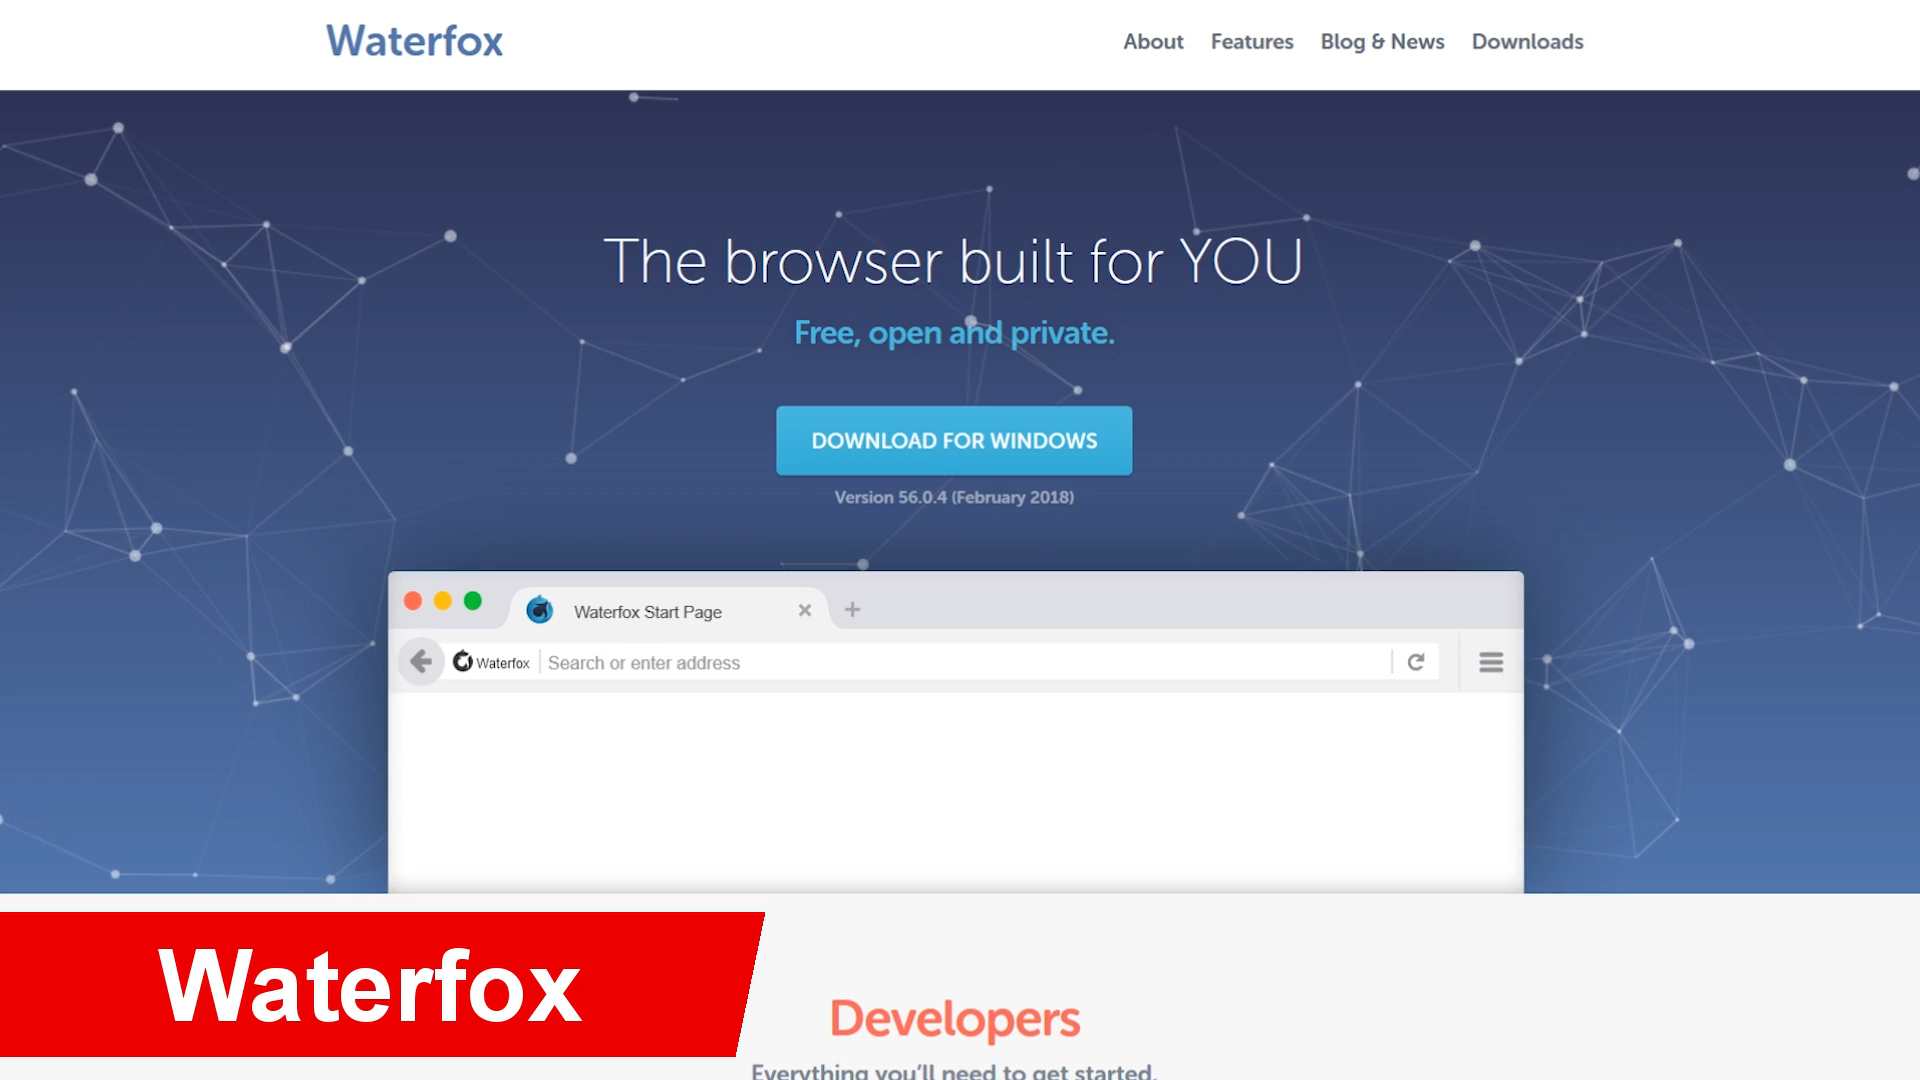 Waterfox
About Features Blog & News Downloads
The browser built for YOU
Free, open and private.
DOWNLOAD FOR WINDOWS
Version 56.0.4 (February 2018)
Waterfox Start Page
Waterfox Search or enter address
Waterfox
Developers
Everything you'll need to get started.